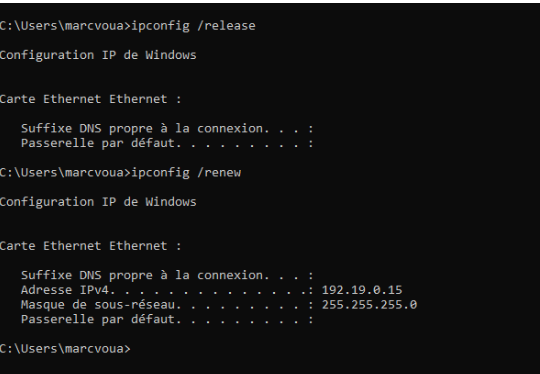 C:\Users\marcvoua>ipconfig /release
Configuration IP de Windows
Carte Ethernet Ethernet :
Suffixe DNS propre à la connexion. . . :
Passerelle par défaut. . . . . . . . . :
C:\Users\marcvoua>ipconfig /renew
Configuration IP de Windows
Carte Ethernet Ethernet :
Suffixe DNS propre à la connexion. . . :
Adresse IPv4. . . . . . . . . . . . . .: 192.19.0.15
Masque de sous-réseau. . . . . . . . . : 255.255.255.0
Passerelle par défaut. . . . . . . . . :
C:\Users\marcvoua>